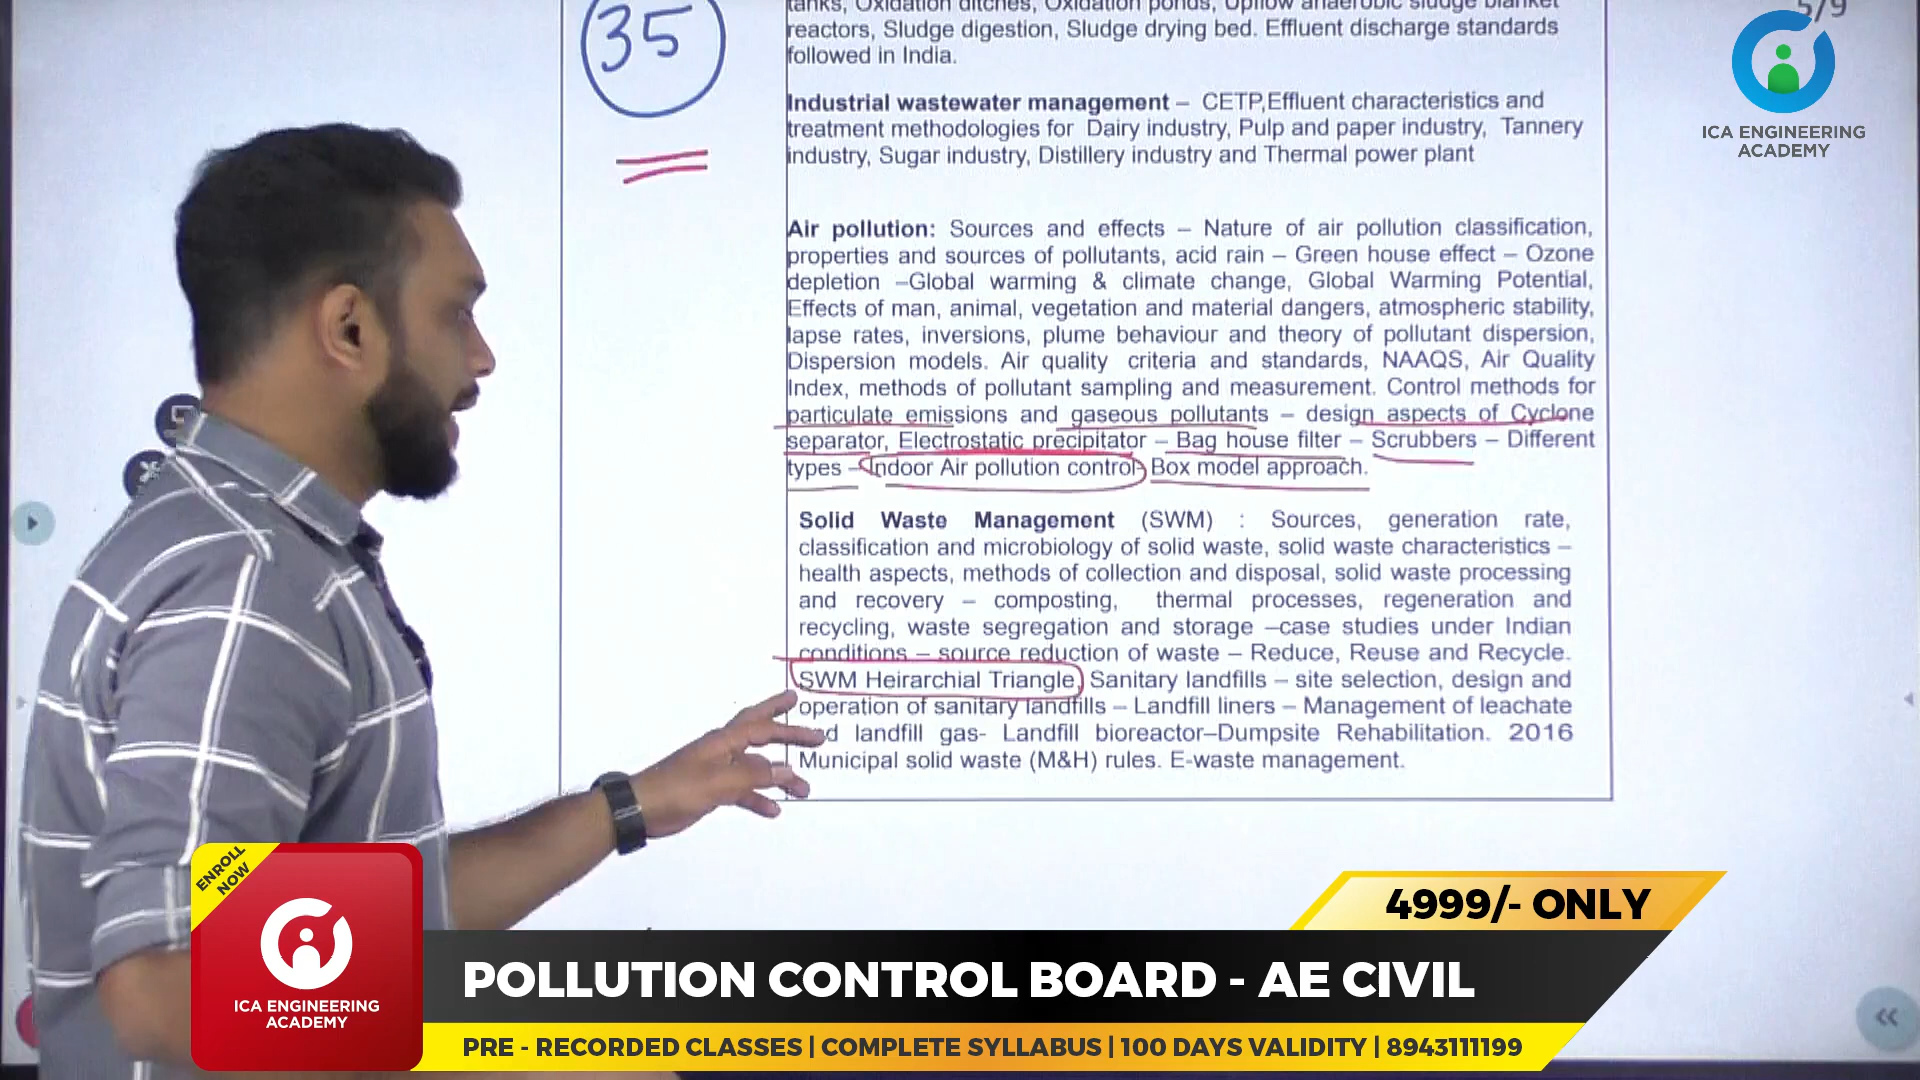 35
5/9
tanks, Oxidation ditches, Oxidation ponds, Upflow anaerobic sludge blanket
reactors, Sludge digestion, Sludge drying bed. Effluent discharge standards
followed in India.
Industrial wastewater management – CETP,Effluent characteristics and
treatment methodologies for Dairy industry, Pulp and paper industry, Tannery
industry, Sugar industry, Distillery industry and Thermal power plant
Air pollution: Sources and effects – Nature of air pollution classification,
properties and sources of pollutants, acid rain – Green house effect – Ozone
depletion –Global warming & climate change, Global Warming Potential,
Effects of man, animal, vegetation and material dangers, atmospheric stability,
lapse rates, inversions, plume behaviour and theory of pollutant dispersion,
Dispersion models. Air quality criteria and standards, NAAQS, Air Quality
Index, methods of pollutant sampling and measurement. Control methods for
particulate emissions and gaseous pollutants – design aspects of Cyclone
separator, Electrostatic precipitator – Bag house filter – Scrubbers – Different
types – Indoor Air pollution control- Box model approach.
Solid Waste Management (SWM) : Sources, generation rate,
classification and microbiology of solid waste, solid waste characteristics –
health aspects, methods of collection and disposal, solid waste processing
and recovery – composting, thermal processes, regeneration and
recycling, waste segregation and storage –case studies under Indian
conditions – source reduction of waste – Reduce, Reuse and Recycle.
SWM Heirarchial Triangle, Sanitary landfills – site selection, design and
operation of sanitary landfills – Landfill liners – Management of leachate
landfill gas- Landfill bioreactor–Dumpsite Rehabilitation. 2016
Municipal solid waste (M&H) rules. E-waste management.
ICA ENGINEERING
ACADEMY
ENROLL
NOW
ICA ENGINEERING
ACADEMY
4999/- ONLY
POLLUTION CONTROL BOARD - AE CIVIL
PRE - RECORDED CLASSES | COMPLETE SYLLABUS | 100 DAYS VALIDITY | 8943111199